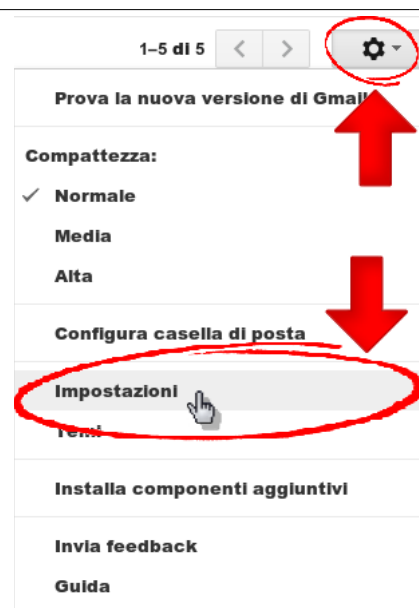 1–5 di 5
Prova la nuova versione di Gmail
Compattezza:
Normale
Media
Alta
Configura casella di posta
Impostazioni
Temi
Installa componenti aggiuntivi
Invia feedback
Guida